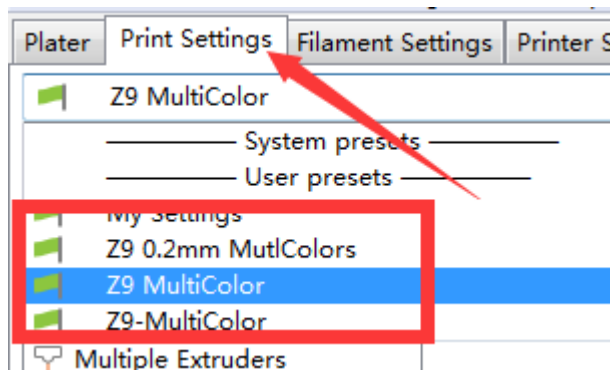 Plater Print Settings Filament Settings Printer S
Z9 MultiColor
System presets
User presets
My Settings
Z9 0.2mm MutlColors
Z9 MultiColor
Z9-MultiColor
Multiple Extruders